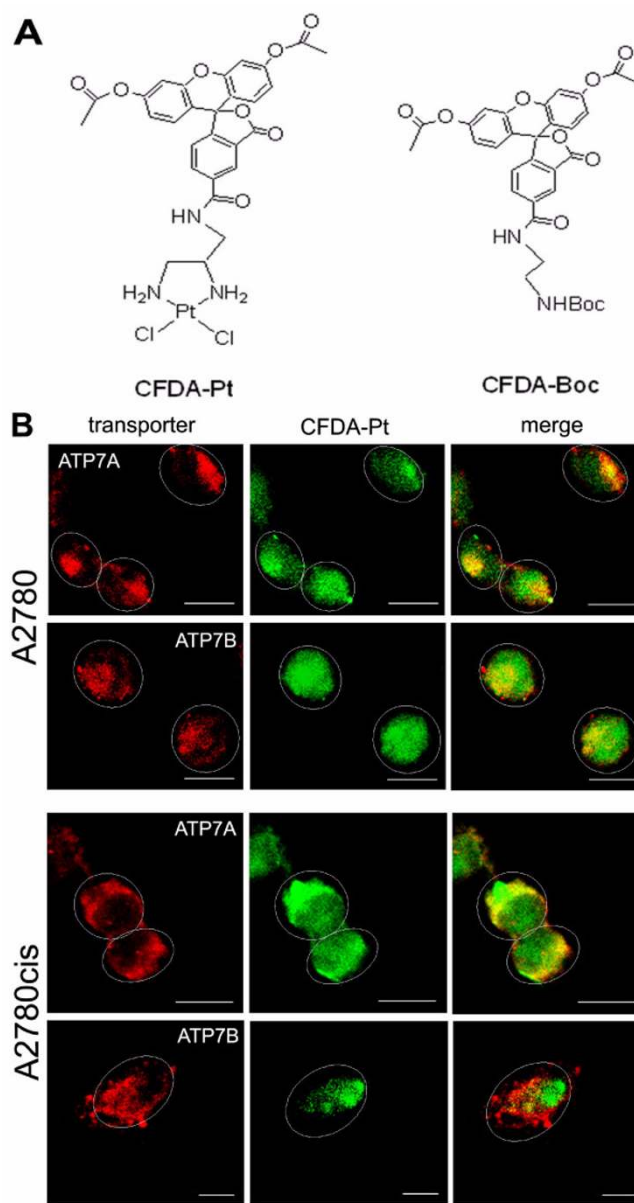 A
O
O
O
O
O
O
O
HN
O
H₂N
NH₂
Pt
Cl
Cl
CFDA-Pt
O
O
O
O
O
O
O
HN
O
HNBoc
CFDA-Boc
B
transporter
CFDA-Pt
merge
A2780
ATP7A
ATP7B
A2780cis
ATP7A
ATP7B